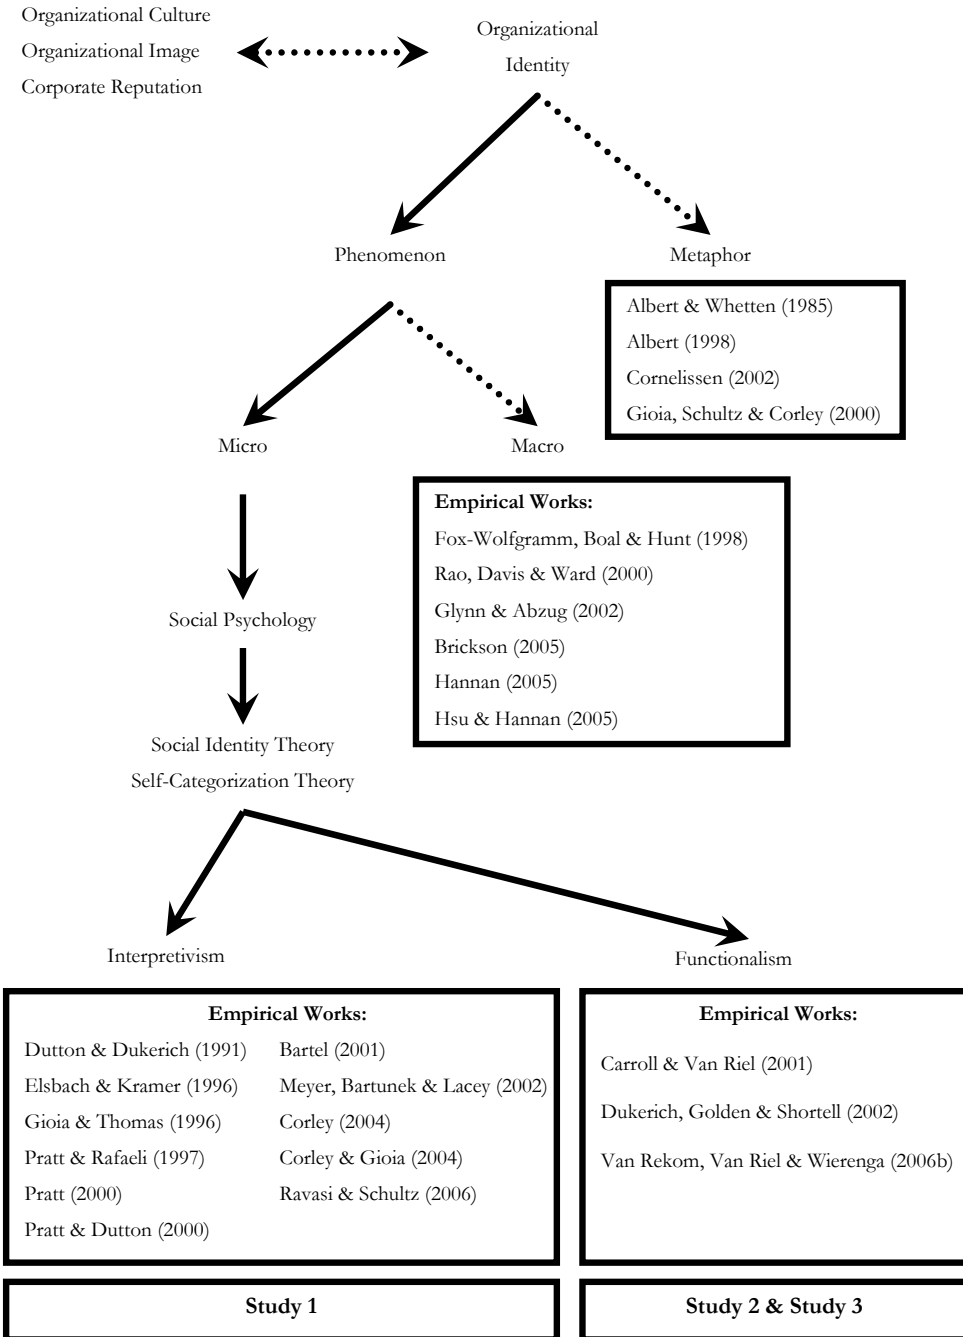 Organizational Culture
Organizational Image
Corporate Reputation
Organizational
Identity
Phenomenon
Metaphor
Albert & Whetten (1985)
Albert (1998)
Cornelissen (2002)
Gioia, Schultz & Corley (2000)
Micro
Macro
Empirical Works:
Fox-Wolfgramm, Boal & Hunt (1998)
Rao, Davis & Ward (2000)
Glynn & Abzug (2002)
Brickson (2005)
Hannan (2005)
Hsu & Hannan (2005)
Social Psychology
Social Identity Theory
Self-Categorization Theory
Interpretivism
Functionalism
Empirical Works:
Dutton & Dukerich (1991)
Elsbach & Kramer (1996)
Gioia & Thomas (1996)
Pratt & Rafaeli (1997)
Pratt (2000)
Pratt & Dutton (2000)
Bartel (2001)
Meyer, Bartunek & Lacey (2002)
Corley (2004)
Corley & Gioia (2004)
Ravasi & Schultz (2006)
Empirical Works:
Carroll & Van Riel (2001)
Dukerich, Golden & Shortell (2002)
Van Rekom, Van Riel & Wierenga (2006b)
Study 1
Study 2 & Study 3